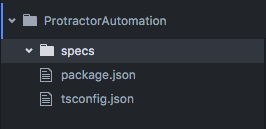 ProtractorAutomation
specs
package.json
tsconfig.json